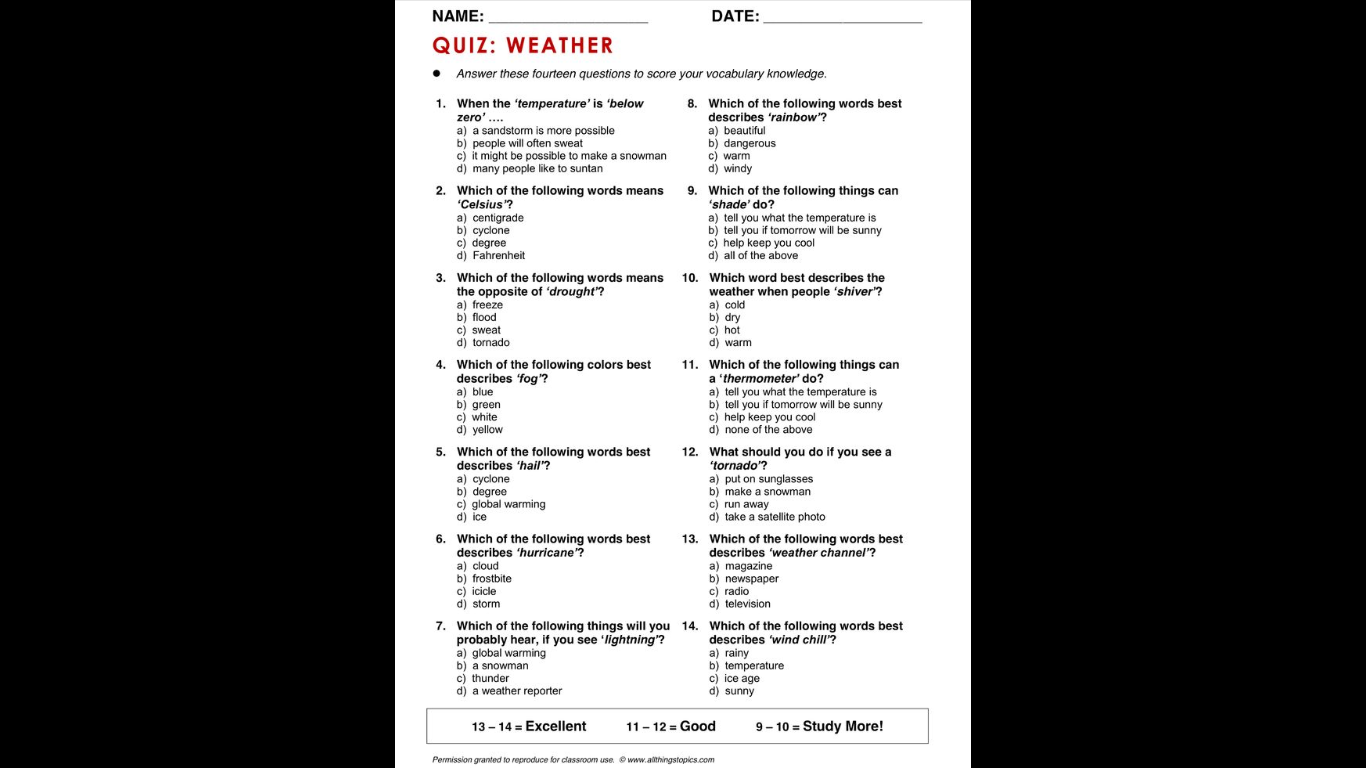 NAME: ____________________ DATE: ____________________
QUIZ: WEATHER
● Answer these fourteen questions to score your vocabulary knowledge.
1. When the ‘temperature’ is ‘below
zero’ ….
a) a sandstorm is more possible
b) people will often sweat
c) it might be possible to make a snowman
d) many people like to suntan
2. Which of the following words means
‘Celsius’?
a) centigrade
b) cyclone
c) degree
d) Fahrenheit
3. Which of the following words means
the opposite of ‘drought’?
a) freeze
b) flood
c) sweat
d) tornado
4. Which of the following colors best
describes ‘fog’?
a) blue
b) green
c) white
d) yellow
5. Which of the following words best
describes ‘hail’?
a) cyclone
b) degree
c) global warming
d) ice
6. Which of the following words best
describes ‘hurricane’?
a) cloud
b) frostbite
c) icicle
d) storm
7. Which of the following things will you
probably hear, if you see ‘lightning’?
a) global warming
b) a snowman
c) thunder
d) a weather reporter
8. Which of the following words best
describes ‘rainbow’?
a) beautiful
b) dangerous
c) warm
d) windy
9. Which of the following things can
‘shade’ do?
a) tell you what the temperature is
b) tell you if tomorrow will be sunny
c) help keep you cool
d) all of the above
10. Which word best describes the
weather when people ‘shiver’?
a) cold
b) dry
c) hot
d) warm
11. Which of the following things can
a ‘thermometer’ do?
a) tell you what the temperature is
b) tell you if tomorrow will be sunny
c) help keep you cool
d) none of the above
12. What should you do if you see a
‘tornado’?
a) put on sunglasses
b) make a snowman
c) run away
d) take a satellite photo
13. Which of the following words best
describes ‘weather channel’?
a) magazine
b) newspaper
c) radio
d) television
14. Which of the following words best
describes ‘wind chill’?
a) rainy
b) temperature
c) ice age
d) sunny
13 – 14 = Excellent 11 – 12 = Good 9 – 10 = Study More!
Permission granted to reproduce for classroom use. © www.allthingstopics.com